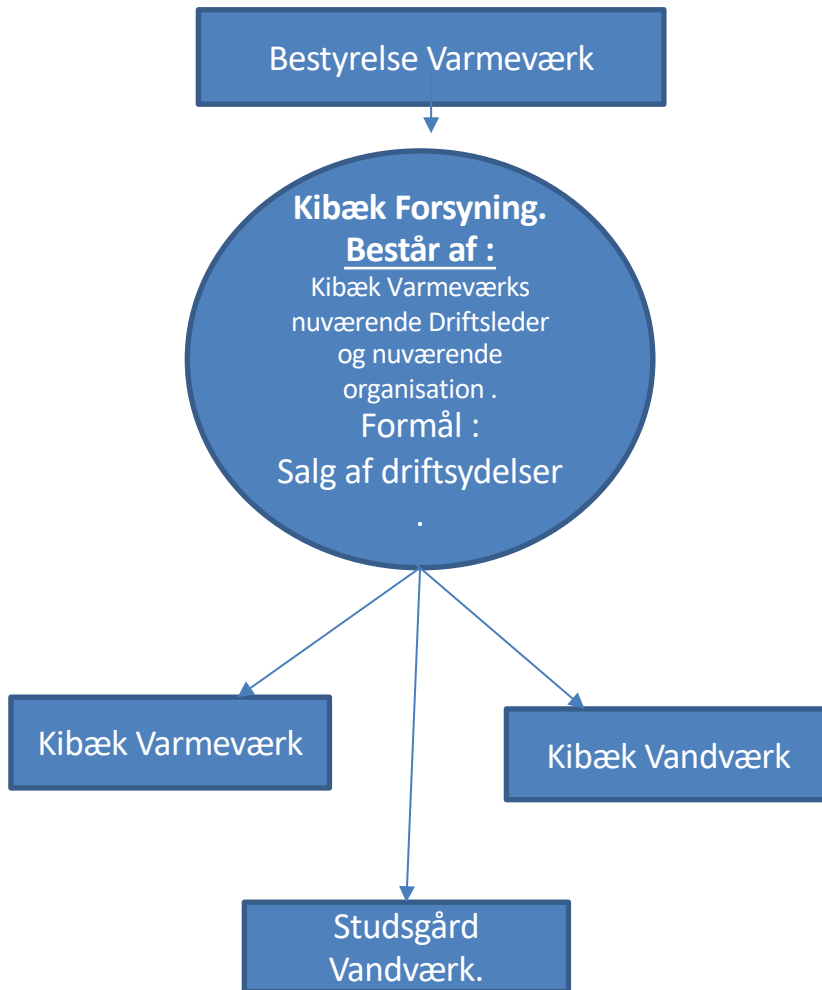 Bestyrelse Varmeværk
Kibæk Forsyning.
Består af :
Kibæk Varmeværks
nuværende Driftsleder
og nuværende
organisation .
Formål :
Salg af driftsydelser
.
Kibæk Varmeværk
Kibæk Vandværk
Studsgård
Vandværk.